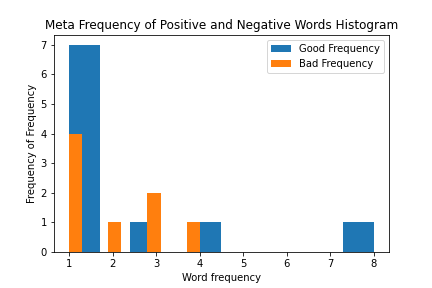 Meta Frequency of Positive and Negative Words Histogram
Good Frequency
Bad Frequency
Frequency of Frequency
7
6
5
4
3
2
1
0
1 2 3 4 5 6 7 8
Word frequency